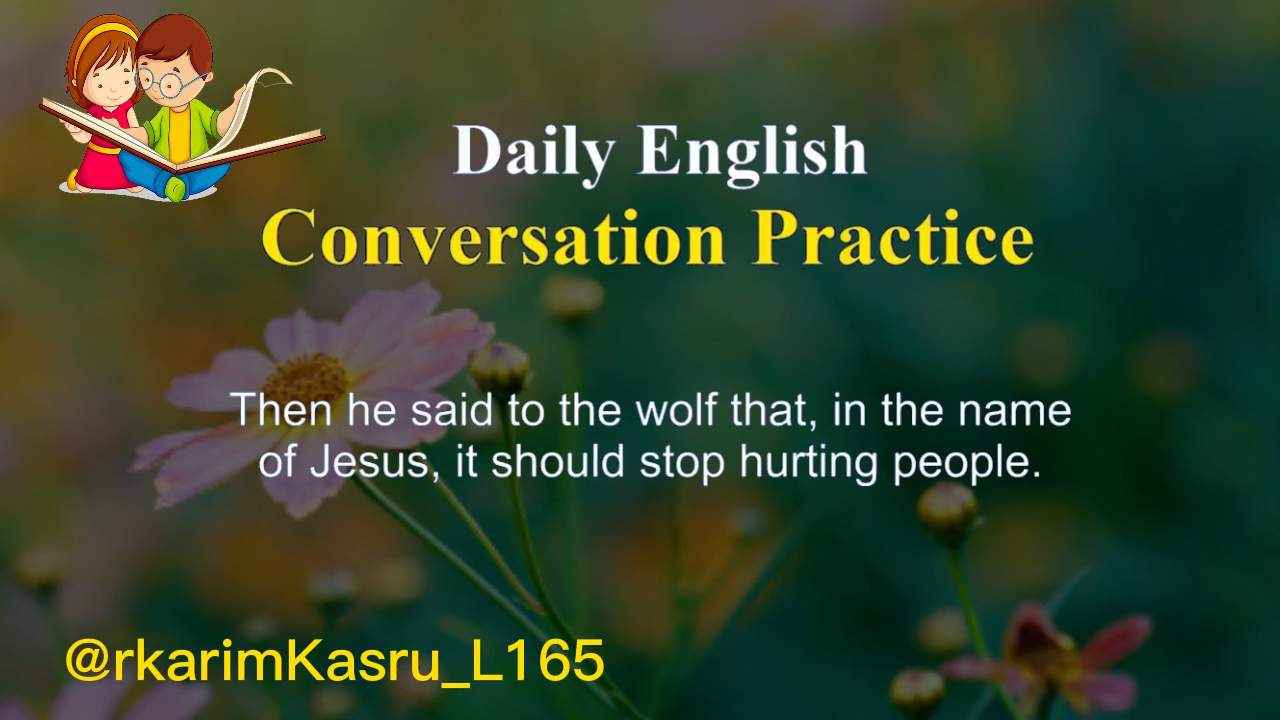 Daily English
Conversation Practice
Then he said to the wolf that, in the name
of Jesus, it should stop hurting people.
@rkarimKasru_L165